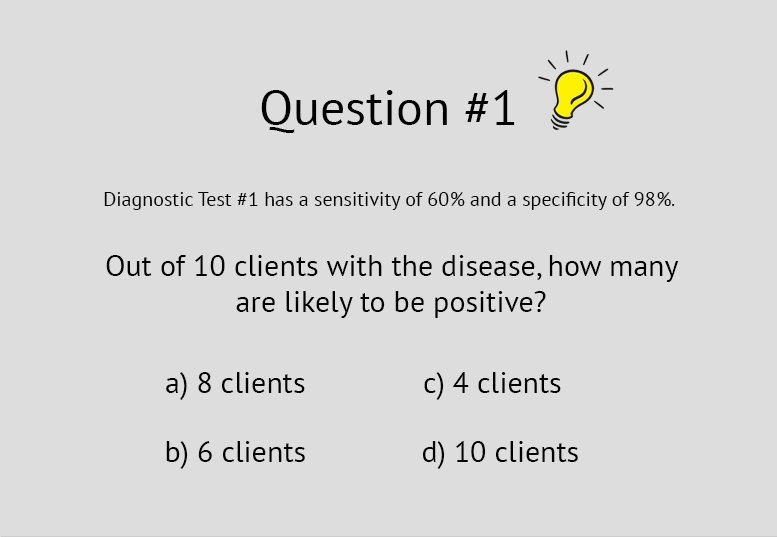 Question #1
Diagnostic Test #1 has a sensitivity of 60% and a specificity of 98%.
Out of 10 clients with the disease, how many
are likely to be positive?
a) 8 clients
c) 4 clients
b) 6 clients
d) 10 clients